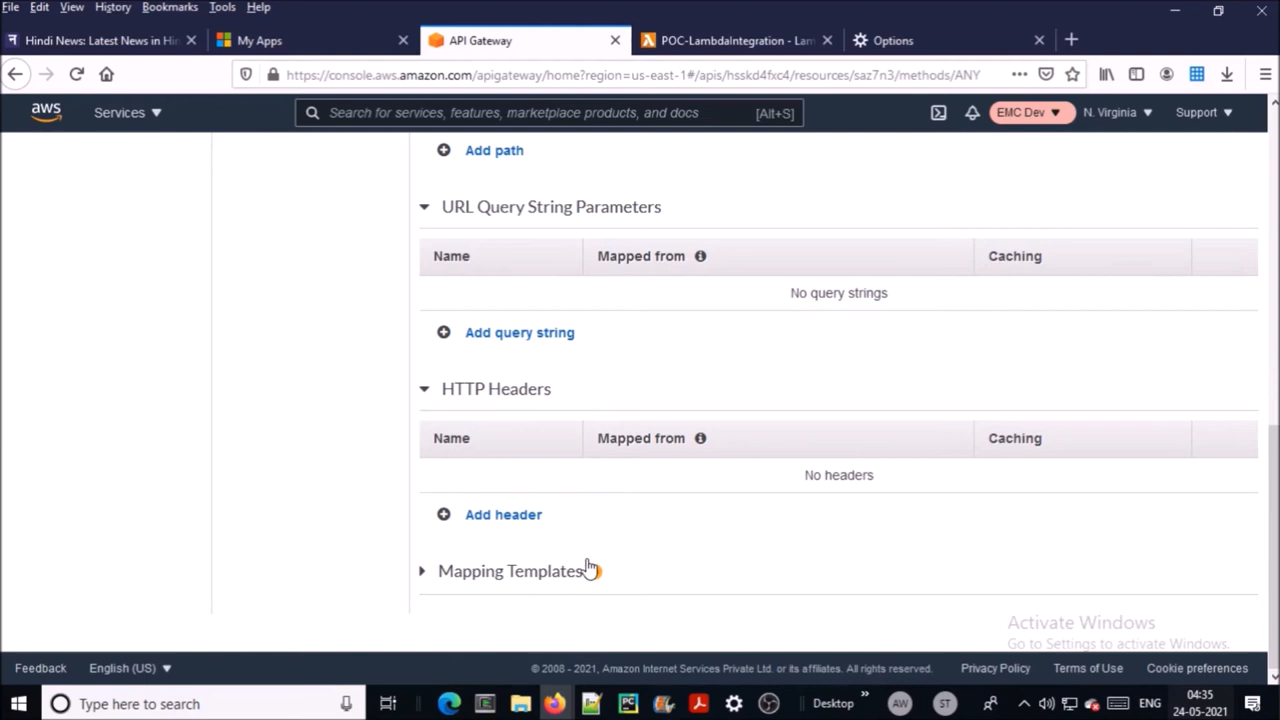 File Edit View History Bookmarks Tools Help
Hindi News: Latest News in Hin
My Apps
API Gateway
POC-LambdaIntegration - Lam
Options
https://console.aws.amazon.com/apigateway/home?region=us-east-1#/apis/hsskd4fxc4/resources/saz7n3/methods/ANY
aws
Services
Search for services, features, marketplace products, and docs
[Alt+S]
EMC Dev
N. Virginia
Support
Add path
URL Query String Parameters
Name Mapped from Caching
No query strings
Add query string
HTTP Headers
Name Mapped from Caching
No headers
Add header
Mapping Templates
Activate Windows
Go to Settings to activate Windows.
Feedback English (US) © 2008 - 2021, Amazon Internet Services Private Ltd. or its affiliates. All rights reserved. Privacy Policy Terms of Use Cookie preferences
Type here to search
PC
Desktop
AW
ST
ENG
04:35
24-05-2021